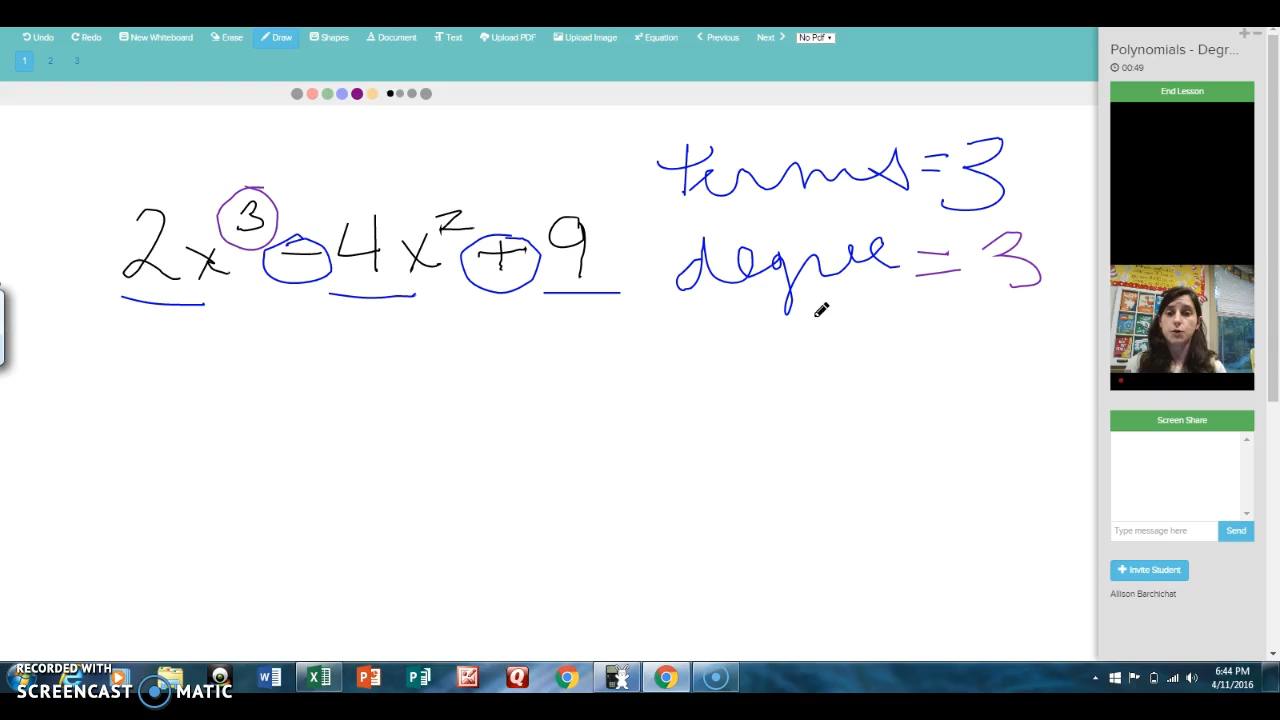 Undo Redo New Whiteboard Erase Draw Shapes Document Text Upload PDF Upload Image x² Equation Previous Next No Pdf
1 2 3
Polynomials - Degr...
00:49
End Lesson
terms = 3
2x³ - 4x² + 9
degree = 3
Screen Share
Type message here Send
Invite Student
Allison Barchichat
RECORDED WITH
SCREENCAST MATIC
6:44 PM
4/11/2016